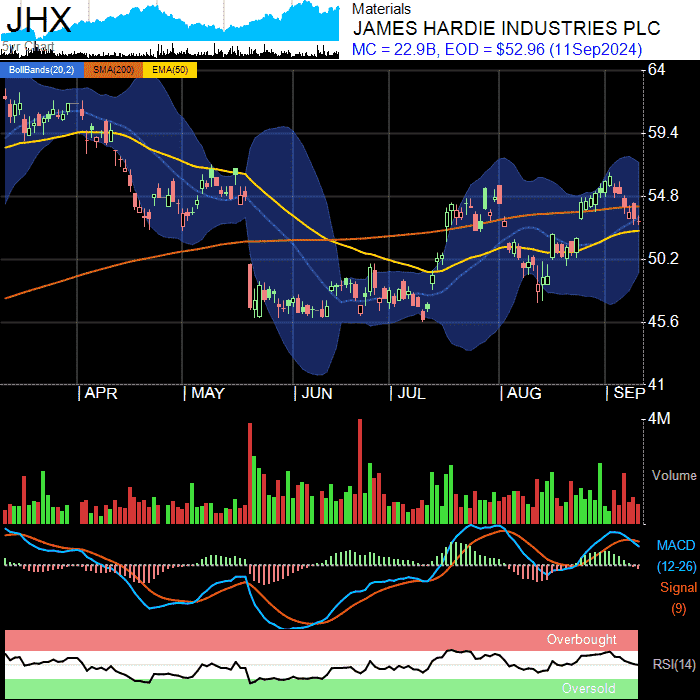 JHX
5yr Chart
Materials
JAMES HARDIE INDUSTRIES PLC
MC = 22.9B, EOD = $52.96 (11Sep2024)
BollBands(20,2) SMA(200) EMA(50)
64
59.4
54.8
50.2
45.6
41
APR MAY JUN JUL AUG SEP
4M
Volume
MACD
(12-26)
Signal
(9)
Overbought
RSI(14)
Oversold